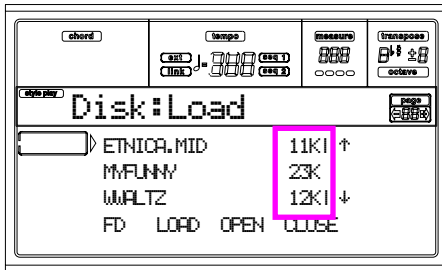 chord tempo measure transpose
ext seq 1
link seq 2
octave
style play Disk:Load page
ETNICA.MID 11K ↑
MYFUNNY 23K
WWALTZ 12K ↓
FD LOAD OPEN CLOSE